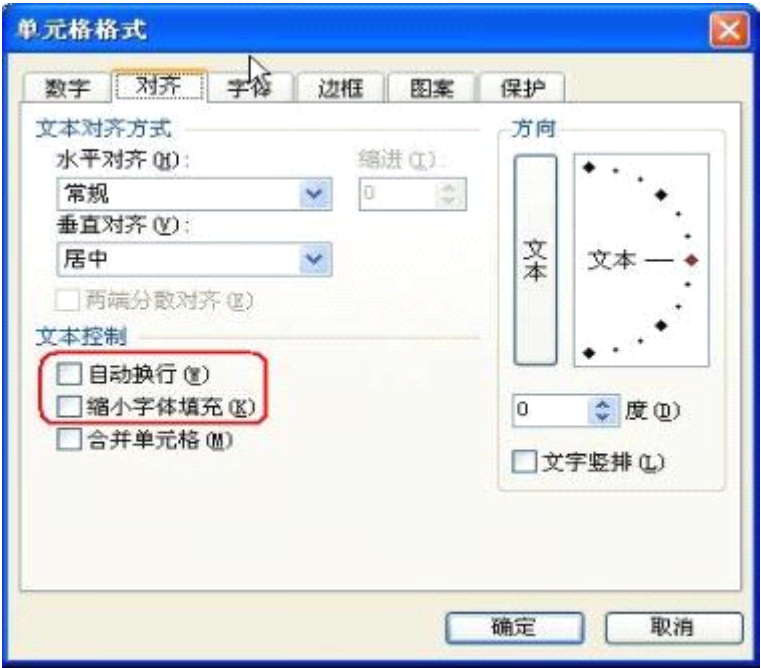 单元格格式
数字 对齐 字体 边框 图案 保护
文本对齐方式
水平对齐(H):
缩进(I):
常规
0
垂直对齐(V):
居中
两端分散对齐(E)
文本控制
自动换行(W)
缩小字体填充(K)
合并单元格(M)
方向
文本
文本
0 度(D)
文字竖排(L)
确定 取消